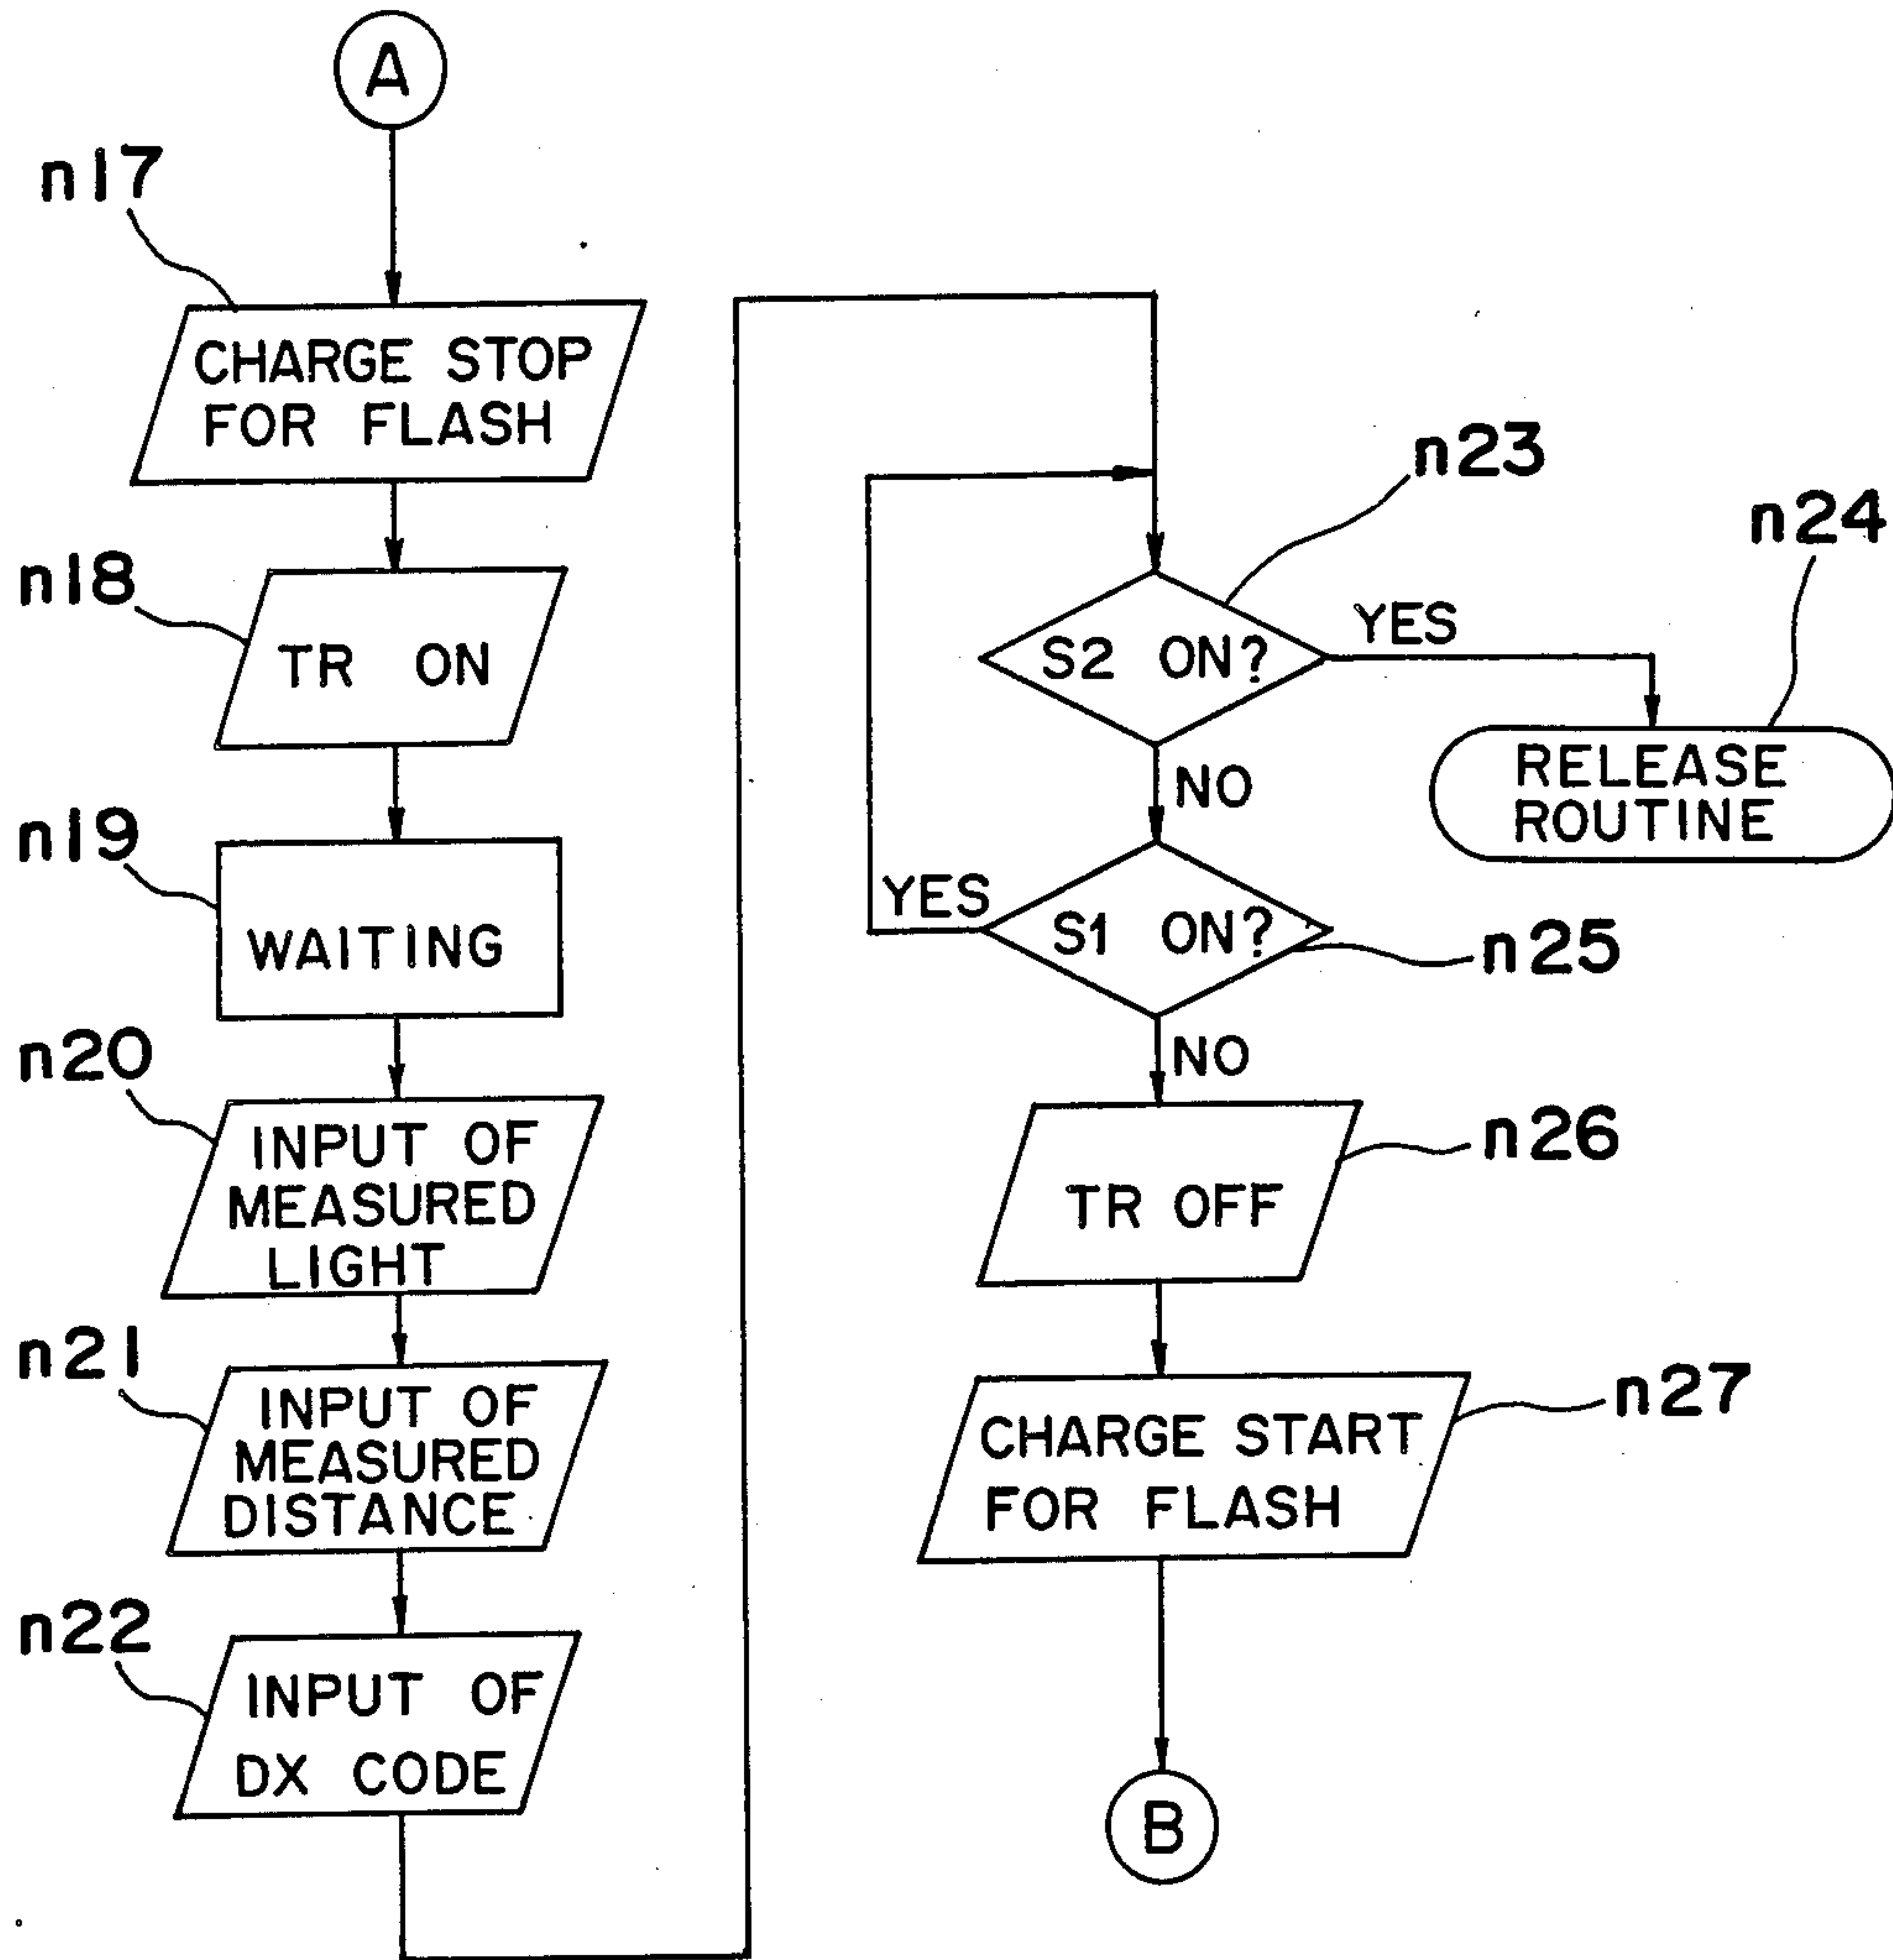 A
n17
CHARGE STOP
FOR FLASH
n18
TR ON
n19
WAITING
n20
INPUT OF
MEASURED
LIGHT
n21
INPUT OF
MEASURED
DISTANCE
n22
INPUT OF
DX CODE
n23
S2 ON?
YES
n24
RELEASE
ROUTINE
NO
YES
S1 ON?
n25
NO
n26
TR OFF
n27
CHARGE START
FOR FLASH
B